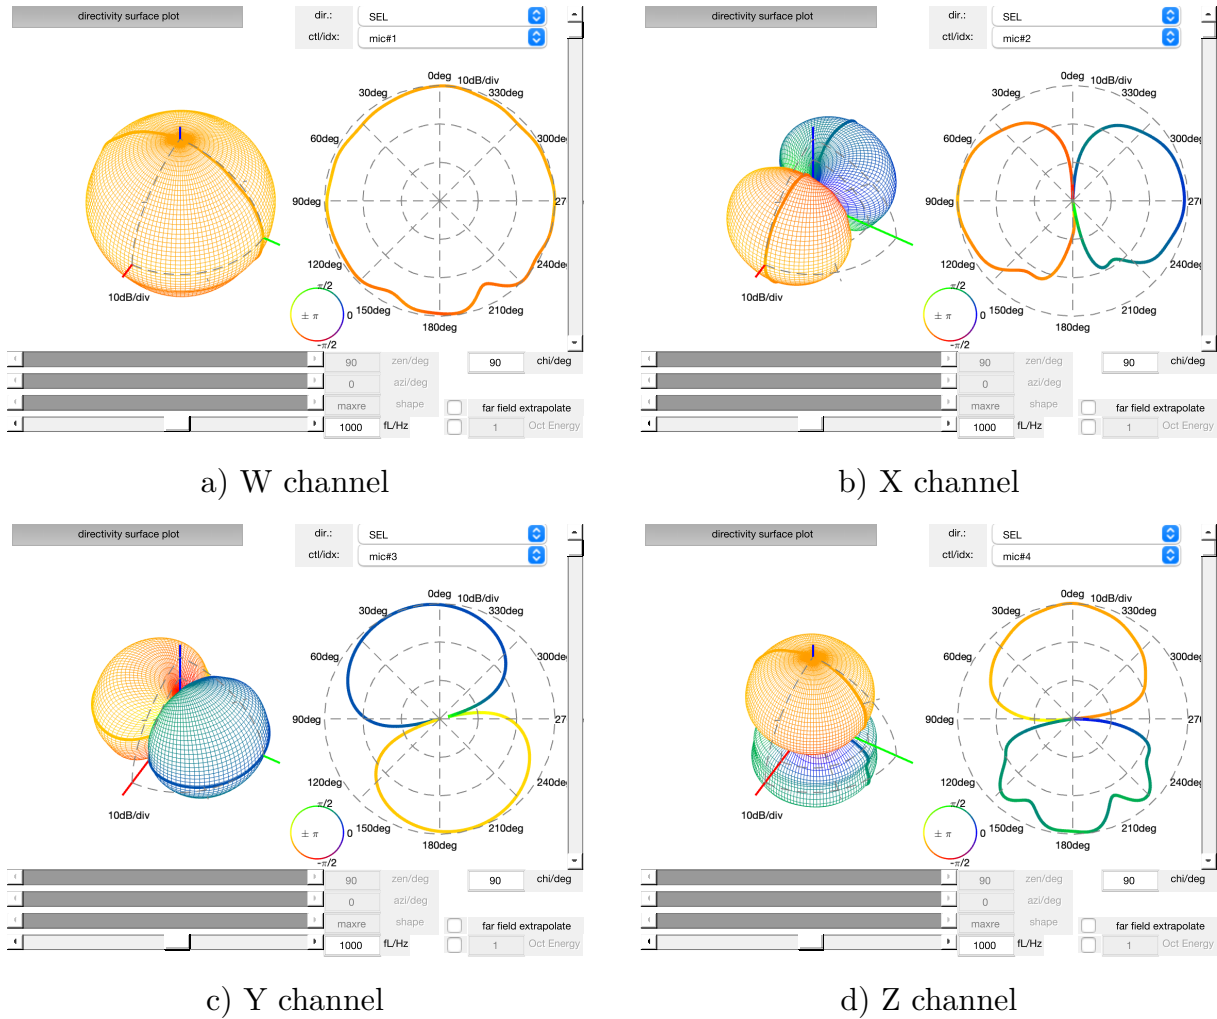 directivity surface plot
dir.: SEL
ctl/idx: mic#1
0deg 10dB/div
30deg 330deg
60deg 300deg
90deg 270
120deg 240deg
150deg 210deg
180deg
10dB/div
π/2
± π 0
-π/2
90 zen/deg 90 chi/deg
0 azi/deg
maxre shape far field extrapolate
1000 fL/Hz 1 Oct Energy
a) W channel
directivity surface plot
dir.: SEL
ctl/idx: mic#2
0deg 10dB/div
30deg 330deg
60deg 300deg
90deg 270
120deg 240deg
150deg 210deg
180deg
10dB/div
π/2
± π 0
-π/2
90 zen/deg 90 chi/deg
0 azi/deg
maxre shape far field extrapolate
1000 fL/Hz 1 Oct Energy
b) X channel
directivity surface plot
dir.: SEL
ctl/idx: mic#3
0deg 10dB/div
30deg 330deg
60deg 300deg
90deg 270
120deg 240deg
150deg 210deg
180deg
10dB/div
π/2
± π 0
-π/2
90 zen/deg 90 chi/deg
0 azi/deg
maxre shape far field extrapolate
1000 fL/Hz 1 Oct Energy
c) Y channel
directivity surface plot
dir.: SEL
ctl/idx: mic#4
0deg 10dB/div
30deg 330deg
60deg 300deg
90deg 270
120deg 240deg
150deg 210deg
180deg
10dB/div
π/2
± π 0
-π/2
90 zen/deg 90 chi/deg
0 azi/deg
maxre shape far field extrapolate
1000 fL/Hz 1 Oct Energy
d) Z channel